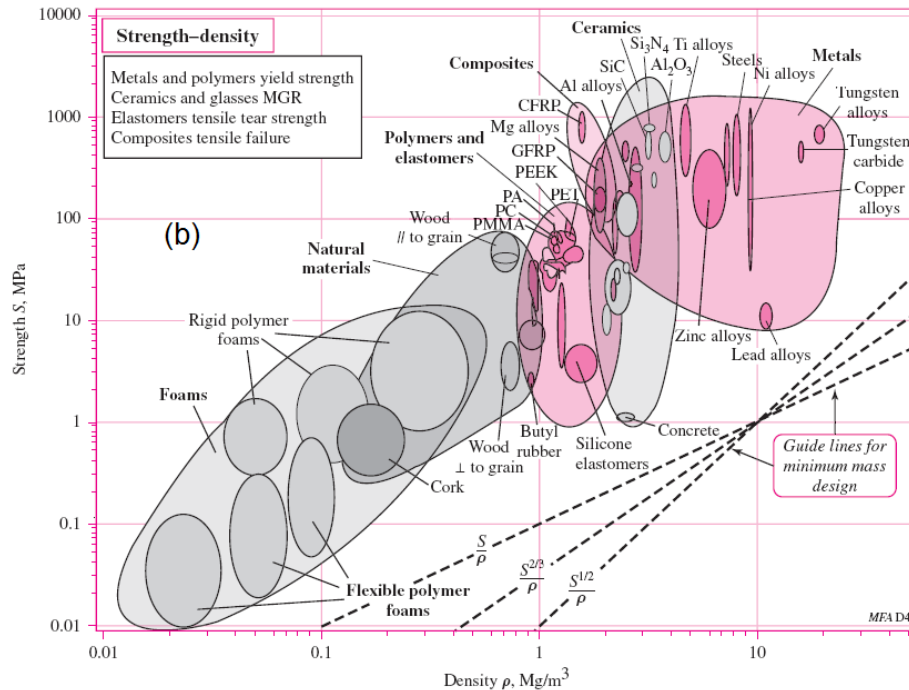 10000
Strength–density
Metals and polymers yield strength
Ceramics and glasses MGR
Elastomers tensile tear strength
Composites tensile failure
Ceramics
Si3N4
Ti alloys
Metals
Composites
SiC
Al2O3
Steels
Ni alloys
Al alloys
Tungsten
alloys
1000
CFRP
Mg alloys
Polymers and
elastomers
GFRP
Tungsten
carbide
PEEK
PA
PET
Copper
alloys
PC
PMMA
100
(b)
Wood
// to grain
Natural
materials
Strength S, MPa
10
Rigid polymer
foams
Zinc alloys
Lead alloys
Foams
1
Butyl
rubber
Silicone
elastomers
Concrete
Wood
⊥ to grain
Cork
Guide lines for
minimum mass
design
0.1
S
ρ
S2/3
ρ
S1/2
ρ
Flexible polymer
foams
MFA D4
0.01
0.01
0.1
1
10
Density ρ, Mg/m3